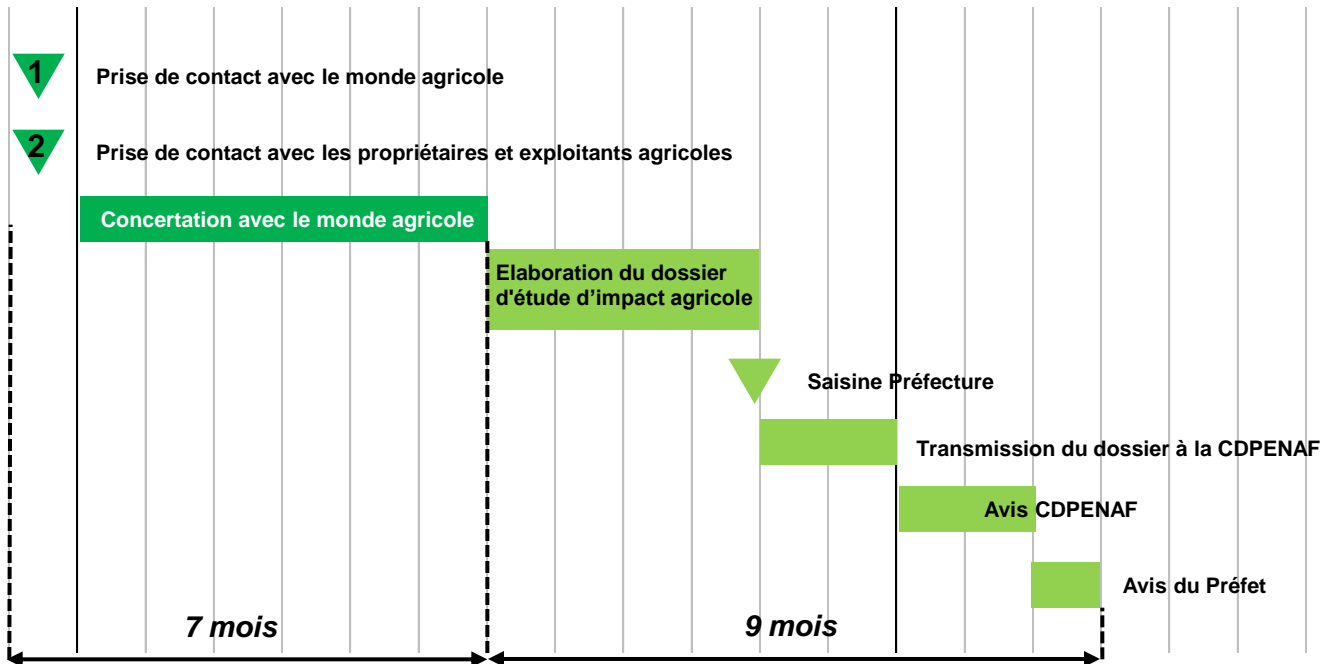 1
Prise de contact avec le monde agricole
2
Prise de contact avec les propriétaires et exploitants agricoles
Concertation avec le monde agricole
Elaboration du dossier
d'étude d’impact agricole
Saisine Préfecture
Transmission du dossier à la CDPENAF
Avis CDPENAF
Avis du Préfet
7 mois
9 mois